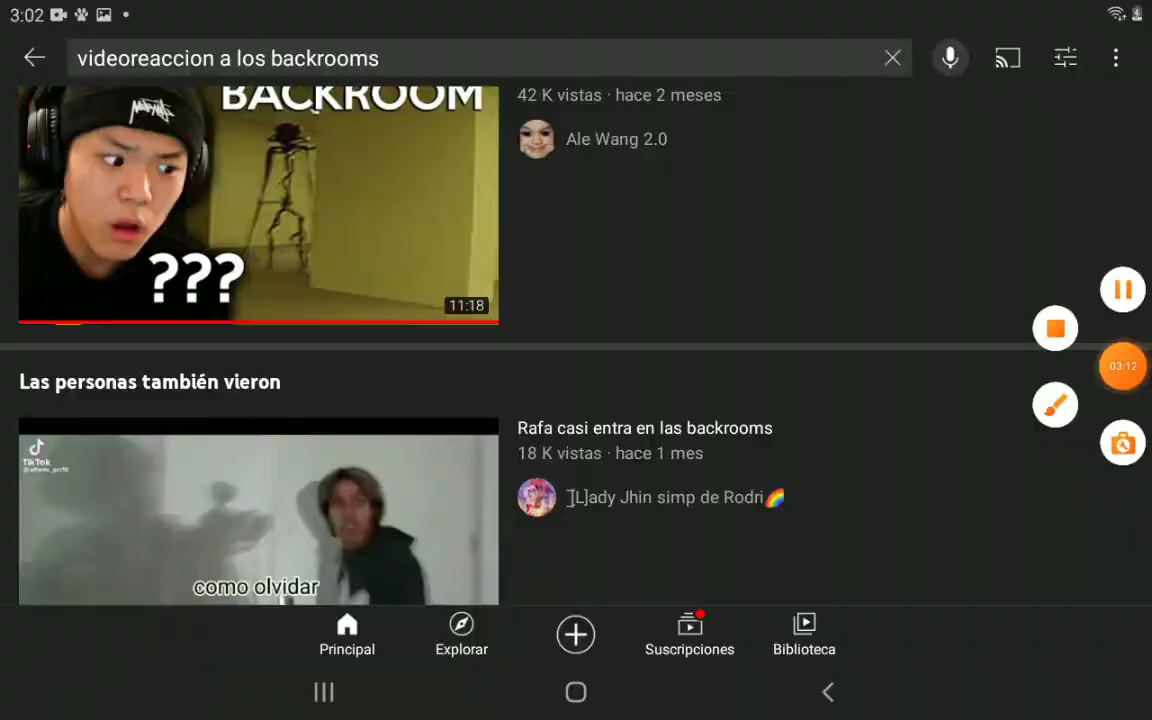 3:02
videoreaccion a los backrooms
BACKROOM
???
11:18
42 K vistas · hace 2 meses
Ale Wang 2.0
03:12
Las personas también vieron
TikTok
como olvidar
Rafa casi entra en las backrooms
18 K vistas · hace 1 mes
ꆜL]ady Jhin simp de Rodri🌈
Principal
Explorar
Suscripciones
Biblioteca